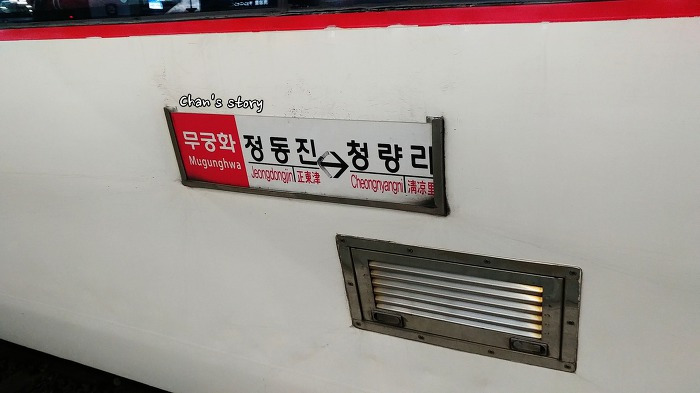 Chan's story
무궁화
Mugunghwa
정동진 ↔ 청량리
Jeongdongjin 正東津 Cheongnyangni 淸凉里